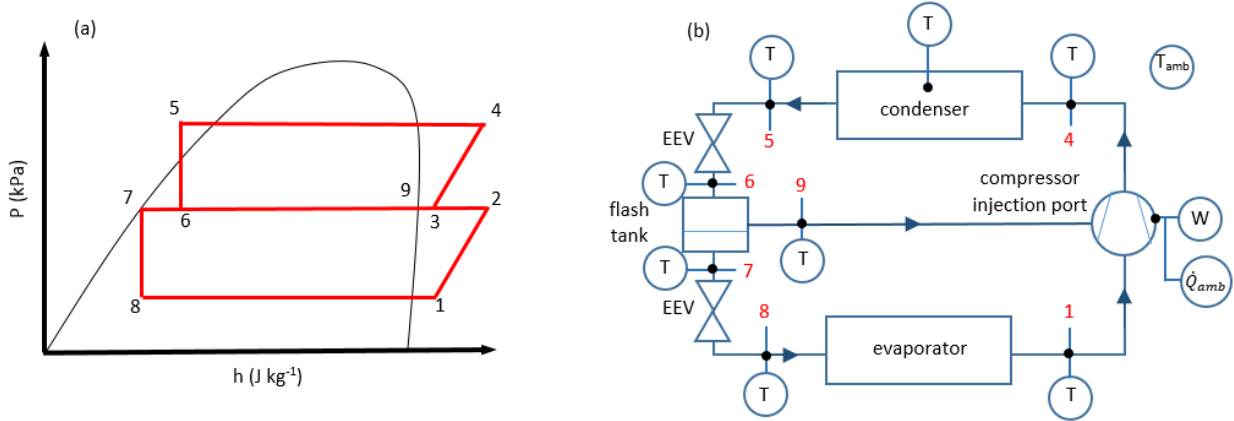 (a)
P (kPa)
5
4
7
6
9
3
2
8
1
h (J kg-1)
(b)
T
T
T
Tamb
condenser
EEV
5
4
T
6
9
compressor
injection port
flash
tank
W
T
T
7
Q̇amb
EEV
8
1
evaporator
T
T